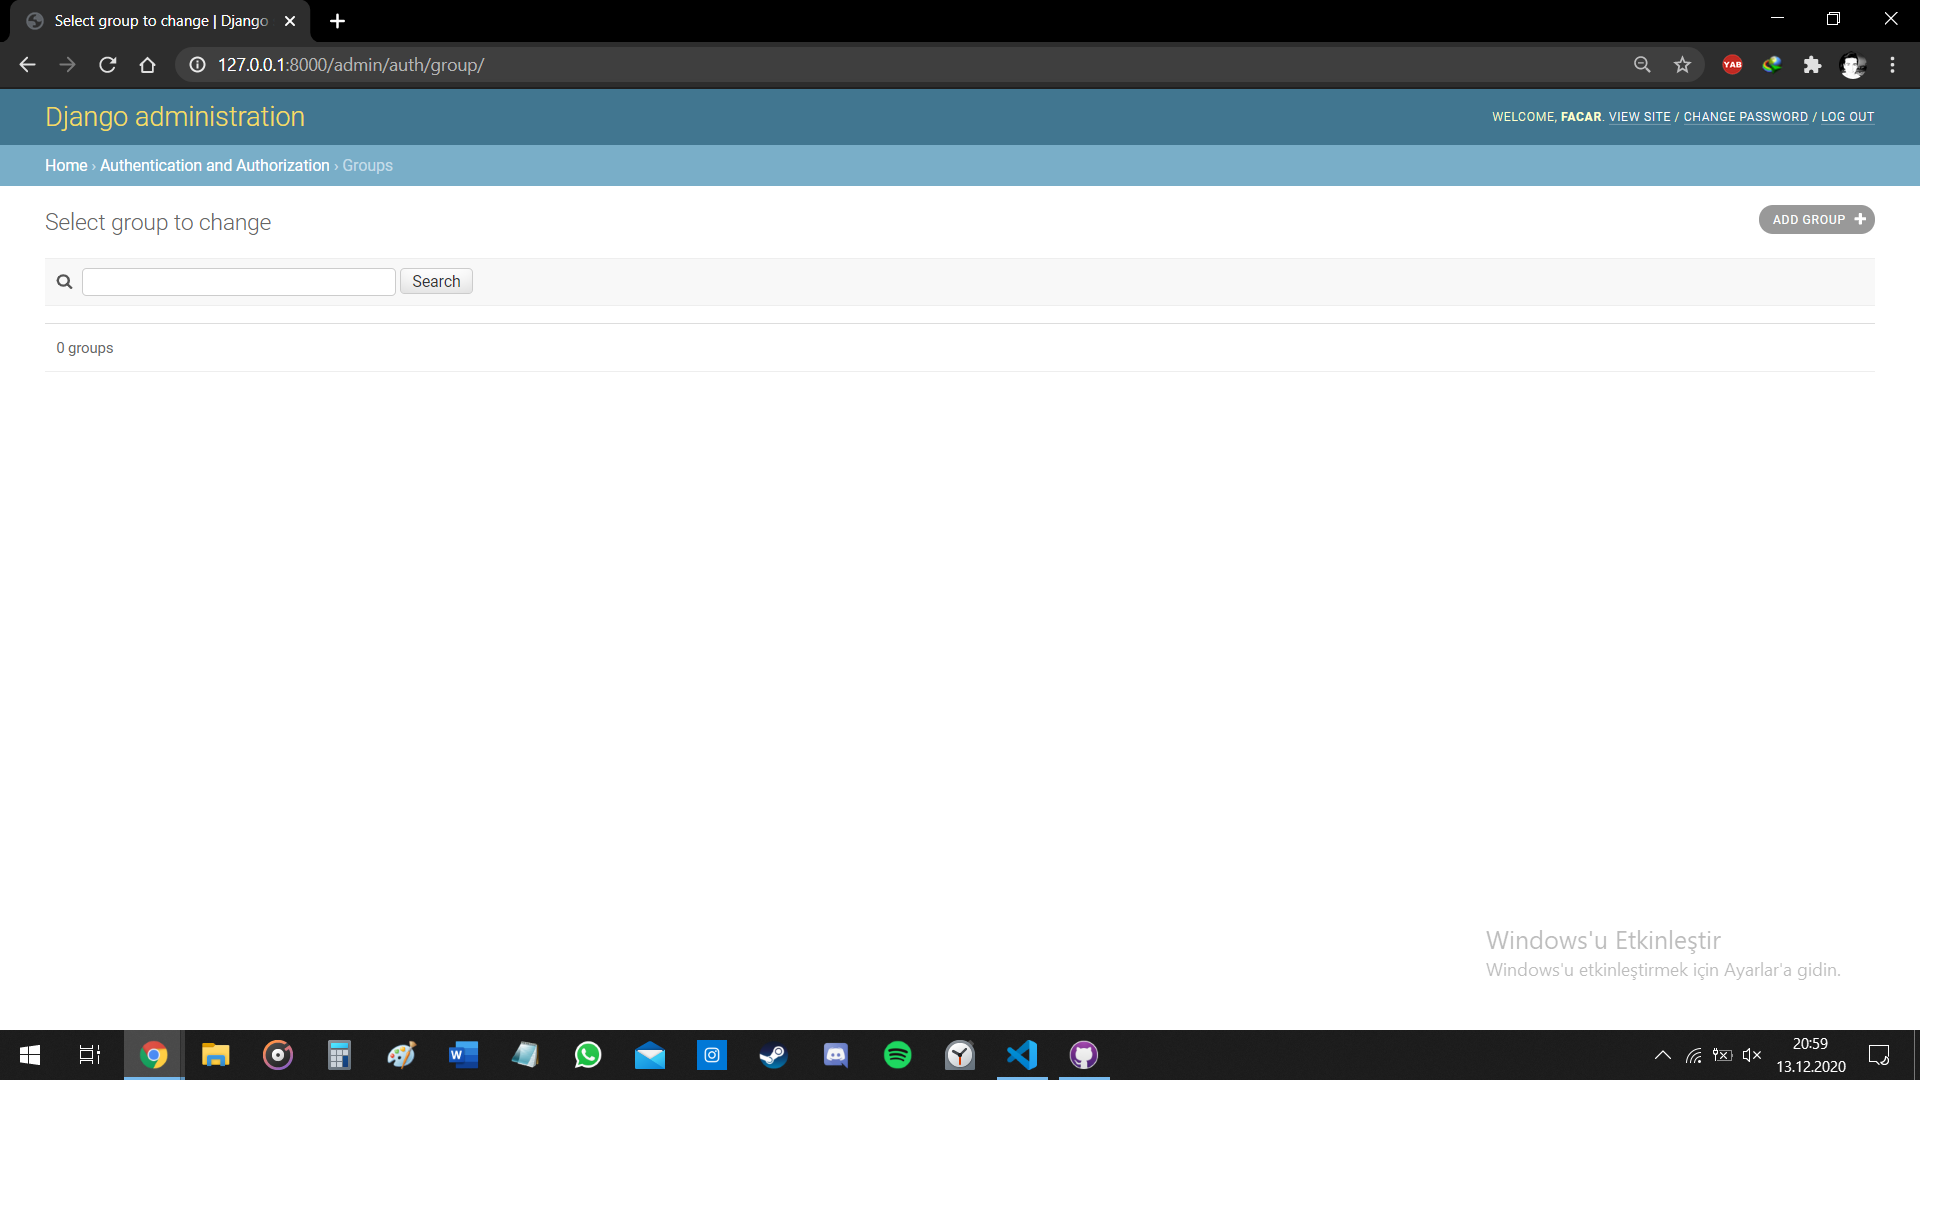 Select group to change | Django
127.0.0.1:8000/admin/auth/group/
YAB
Django administration
WELCOME, FACAR. VIEW SITE / CHANGE PASSWORD / LOG OUT
Home › Authentication and Authorization › Groups
Select group to change
ADD GROUP +
Search
0 groups
Windows'u Etkinleştir
Windows'u etkinleştirmek için Ayarlar'a gidin.
W
20:59
13.12.2020